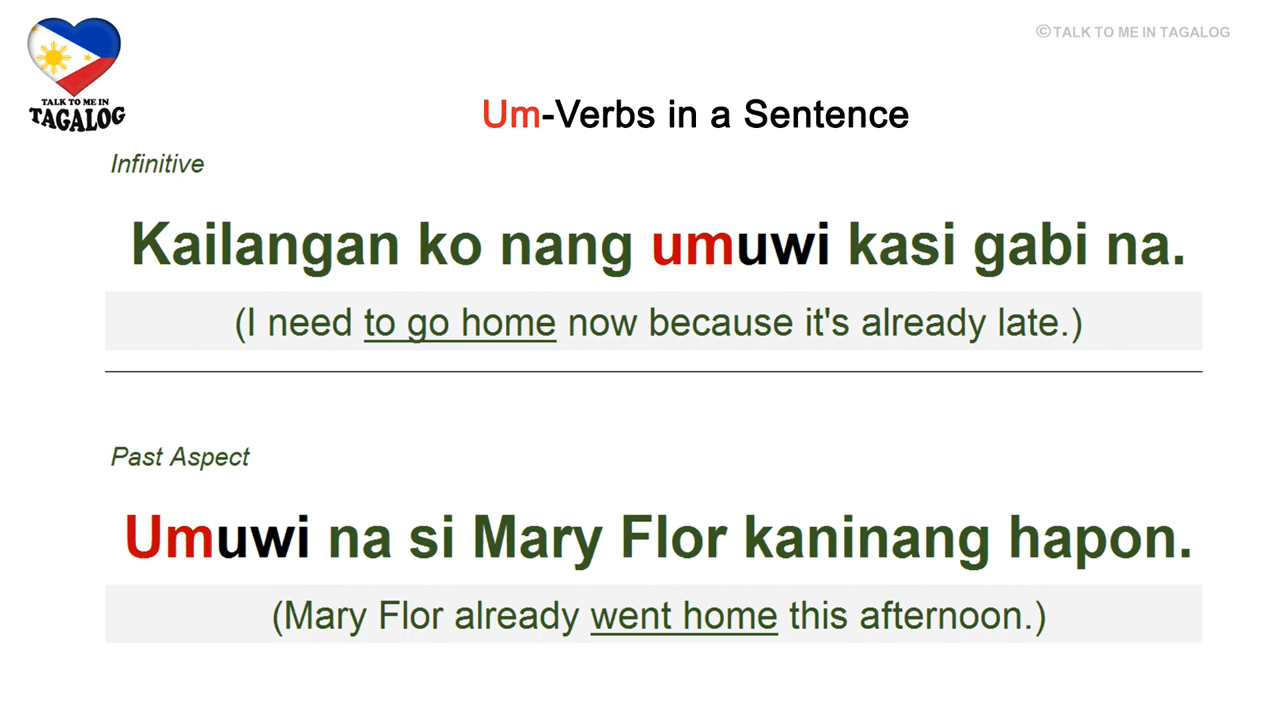 ©TALK TO ME IN TAGALOG
TALK TO ME IN
TAGALOG
Um-Verbs in a Sentence
Infinitive
Kailangan ko nang umuwi kasi gabi na.
(I need to go home now because it's already late.)
Past Aspect
Umuwi na si Mary Flor kaninang hapon.
(Mary Flor already went home this afternoon.)